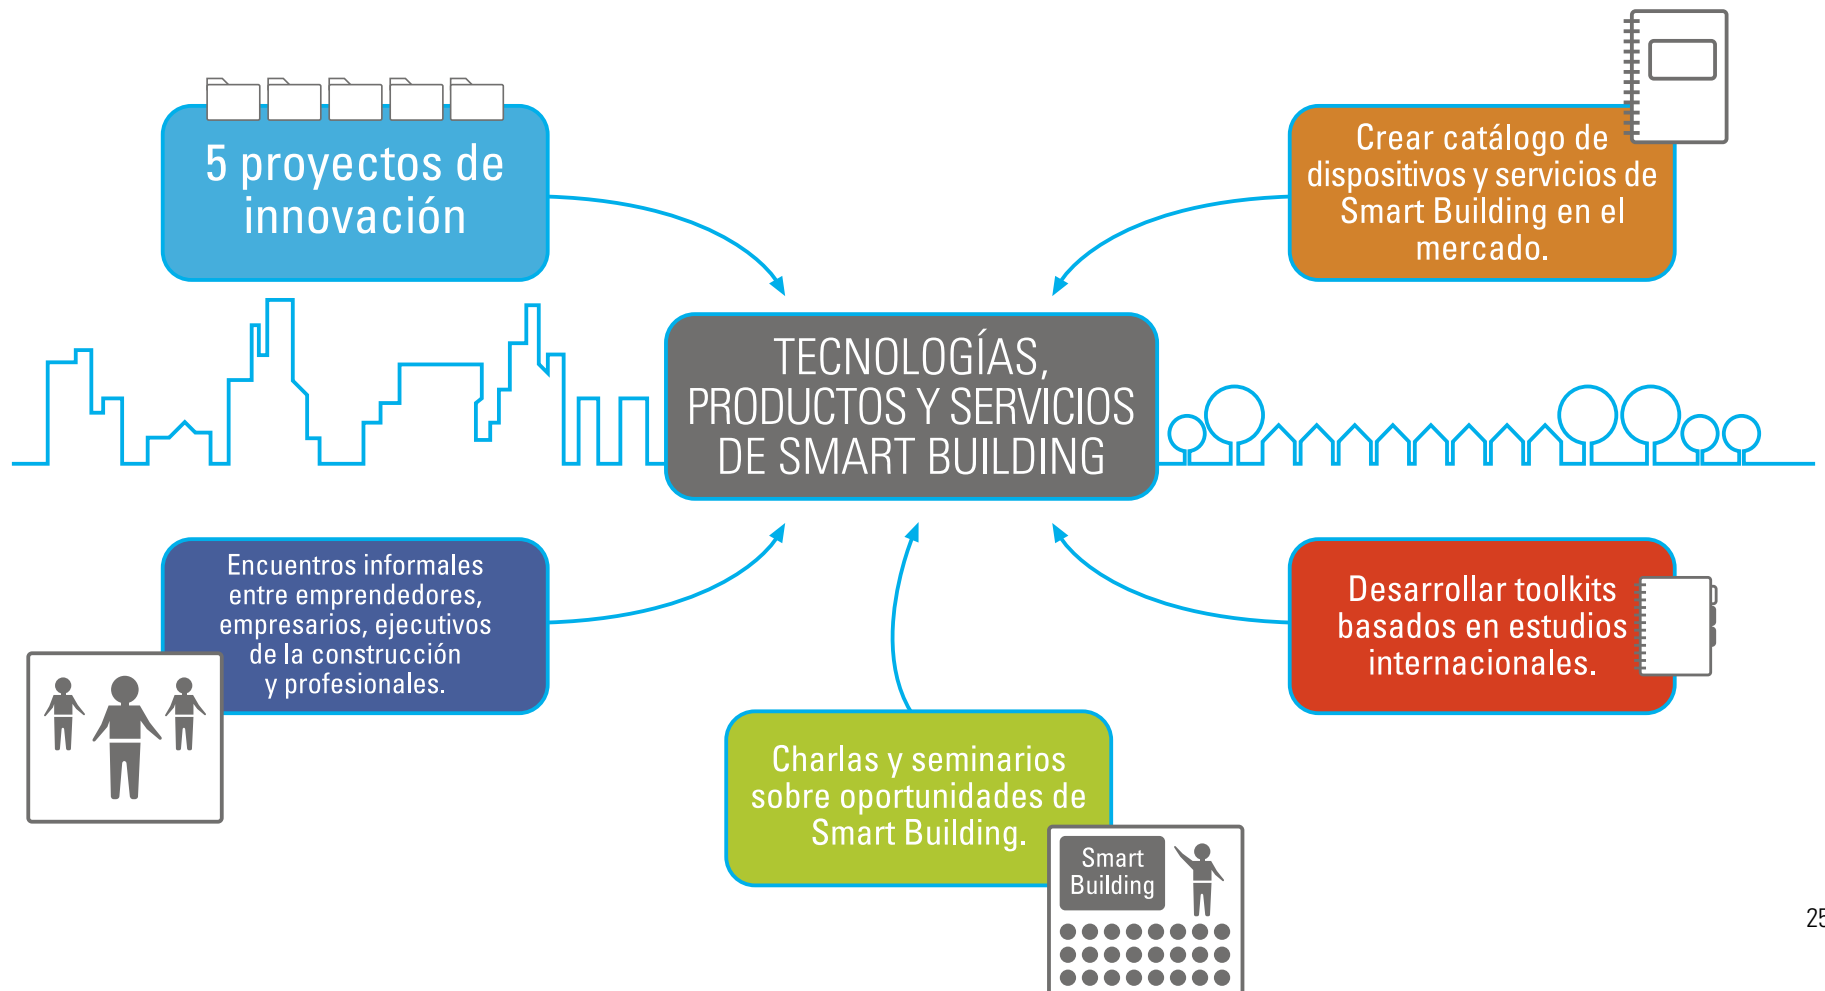 5 proyectos de
innovación
Crear catálogo de
dispositivos y servicios de
Smart Building en el
mercado.
TECNOLOGÍAS,
PRODUCTOS Y SERVICIOS
DE SMART BUILDING
Encuentros informales
entre emprendedores,
empresarios, ejecutivos
de la construcción
y profesionales.
Desarrollar toolkits
basados en estudios
internacionales.
Charlas y seminarios
sobre oportunidades de
Smart Building.
Smart
Building
25